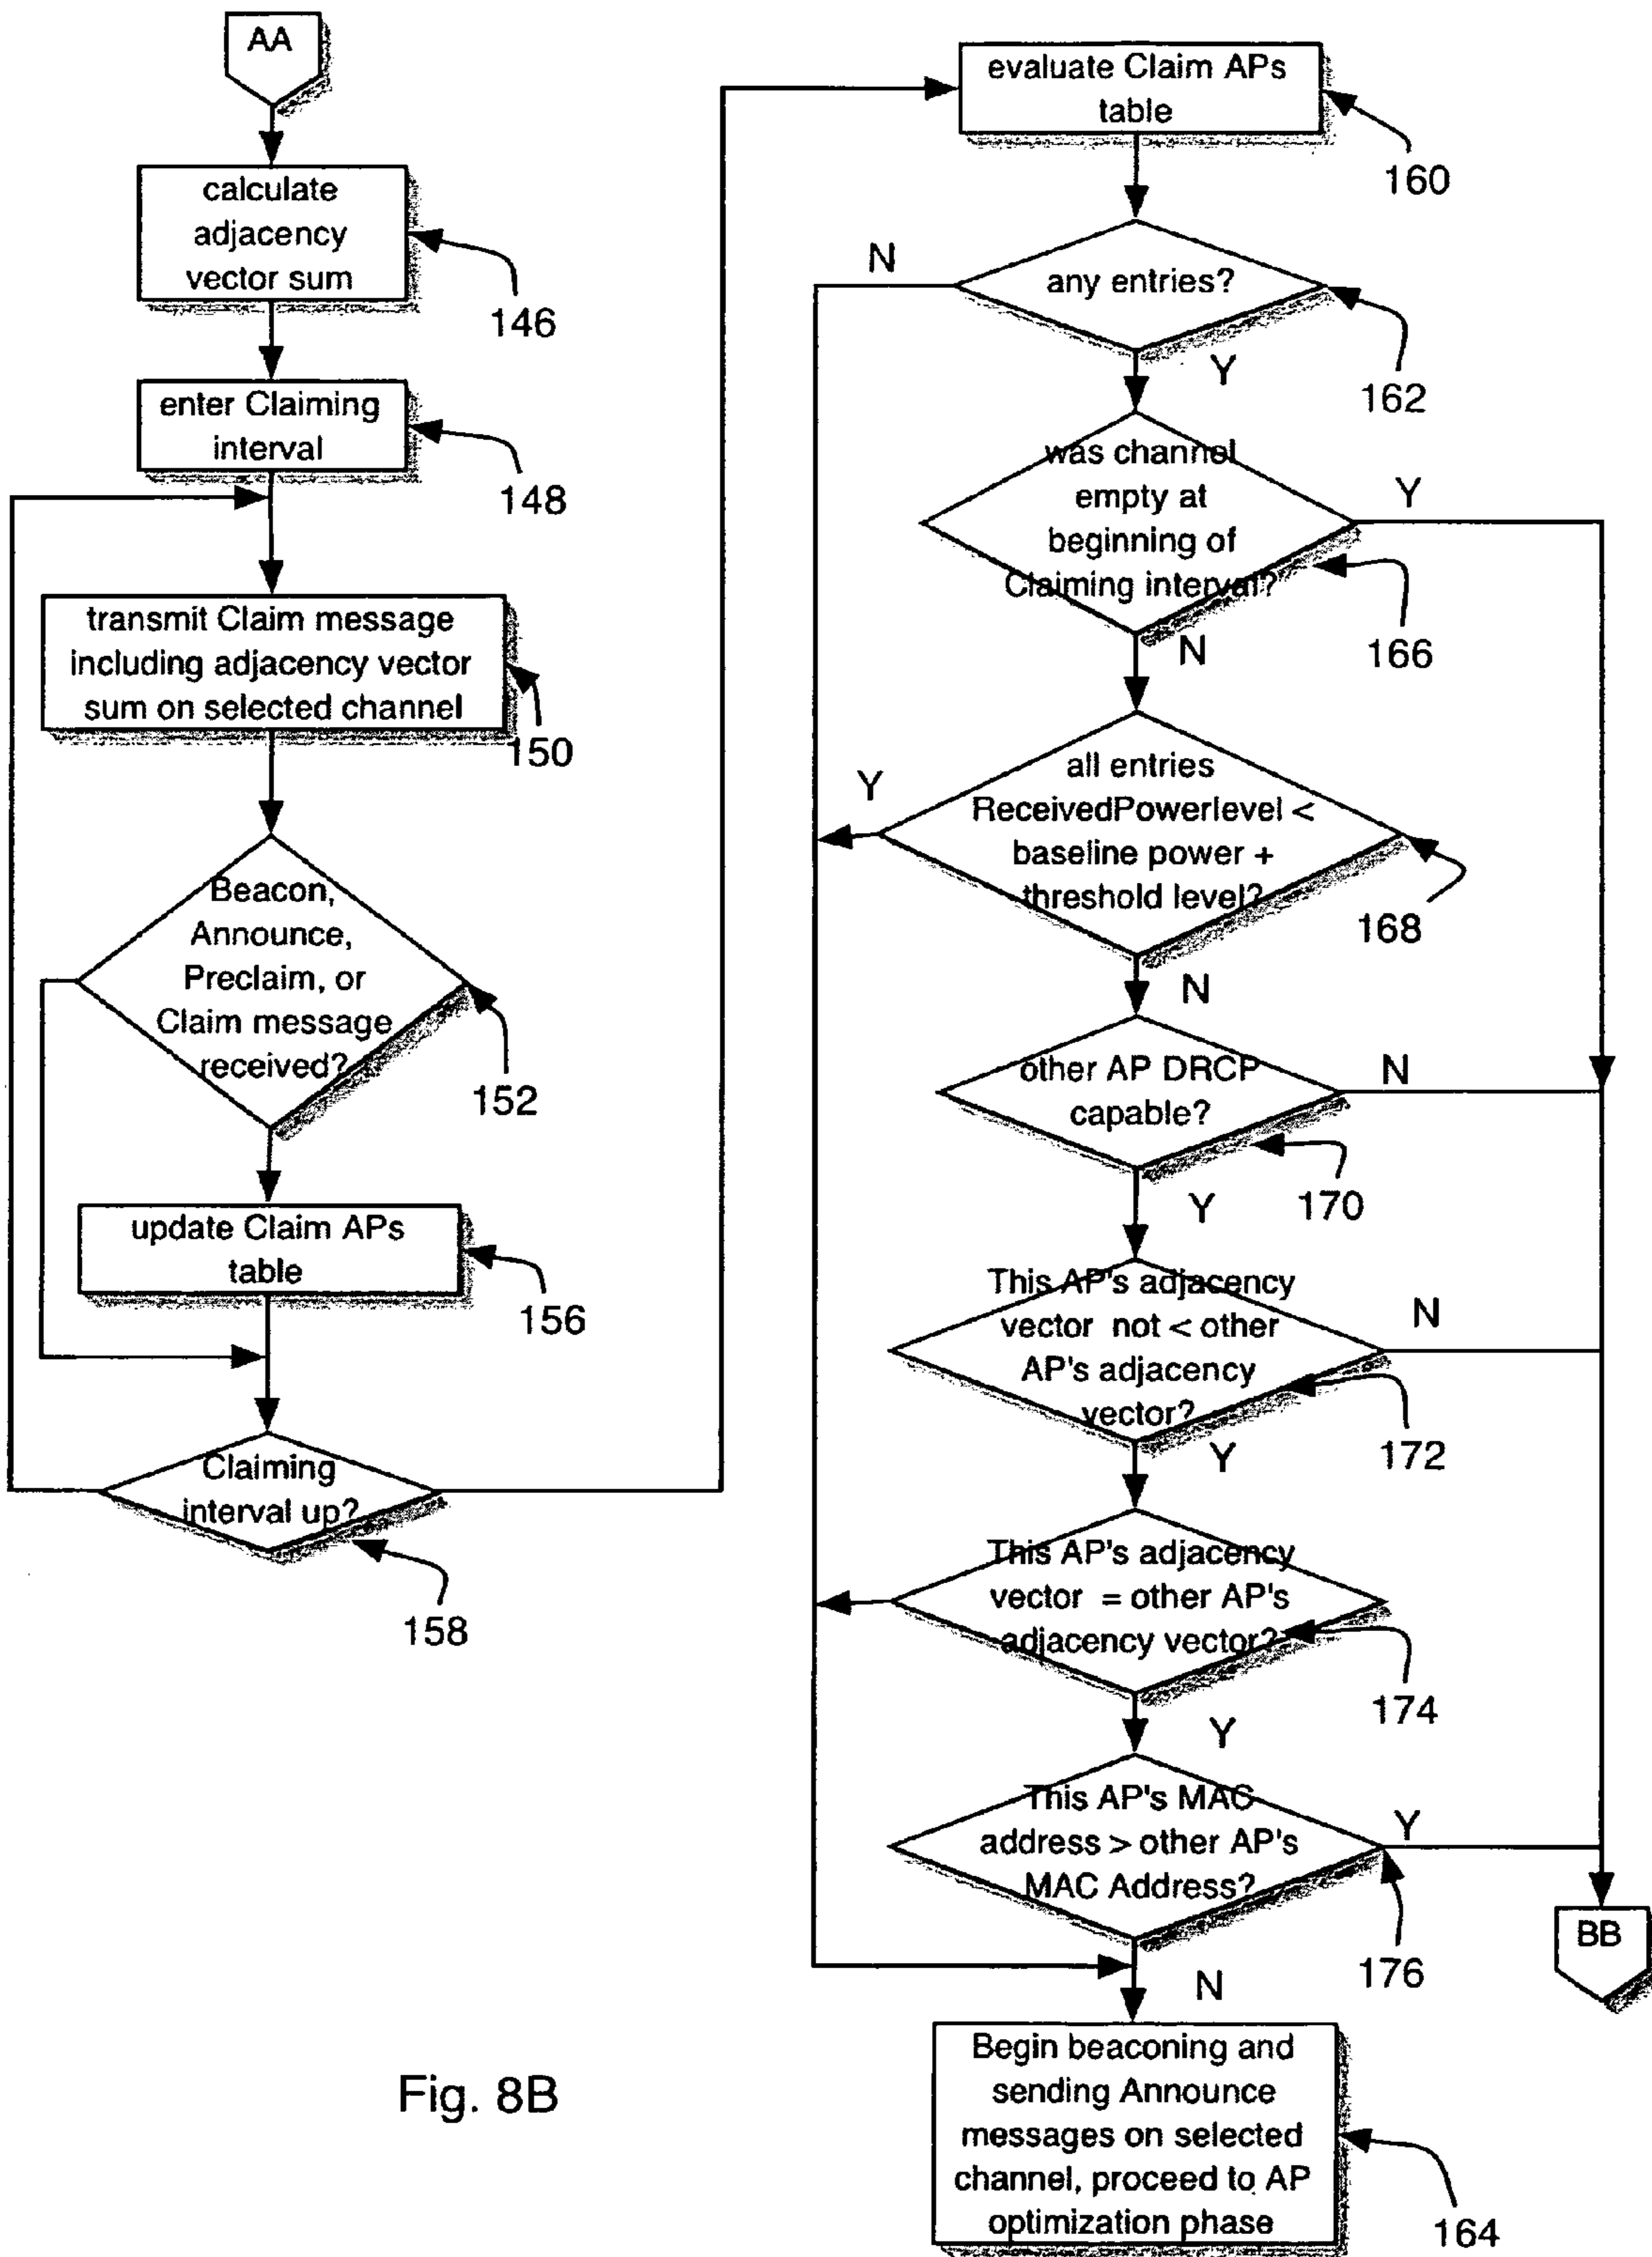 AA
calculate
adjacency
vector sum
146
enter Claiming
interval
148
transmit Claim message
including adjacency vector
sum on selected channel
150
Beacon,
Announce,
Preclaim, or
Claim message
received?
152
update Claim APs
table
156
Claiming
interval up?
158
evaluate Claim APs
table
160
N
any entries?
Y
162
was channel
empty at
beginning of
Claiming interval?
Y
N
166
all entries
ReceivedPowerlevel <
baseline power +
threshold level?
Y
168
N
other AP DRCP
capable?
N
170
Y
This AP's adjacency
vector not < other
AP's adjacency
vector?
N
172
Y
This AP's adjacency
vector = other AP's
adjacency vector?
174
Y
This AP's MAC
address > other AP's
MAC Address?
Y
176
N
BB
Begin beaconing and
sending Announce
messages on selected
channel, proceed to AP
optimization phase
164
Fig. 8B